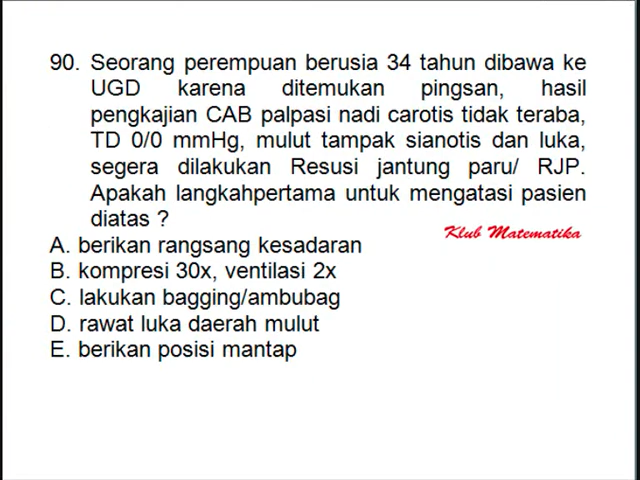 90. Seorang perempuan berusia 34 tahun dibawa ke
UGD karena ditemukan pingsan, hasil
pengkajian CAB palpasi nadi carotis tidak teraba,
TD 0/0 mmHg, mulut tampak sianotis dan luka,
segera dilakukan Resusi jantung paru/ RJP.
Apakah langkahpertama untuk mengatasi pasien
diatas ?
Klub Matematika
A. berikan rangsang kesadaran
B. kompresi 30x, ventilasi 2x
C. lakukan bagging/ambubag
D. rawat luka daerah mulut
E. berikan posisi mantap